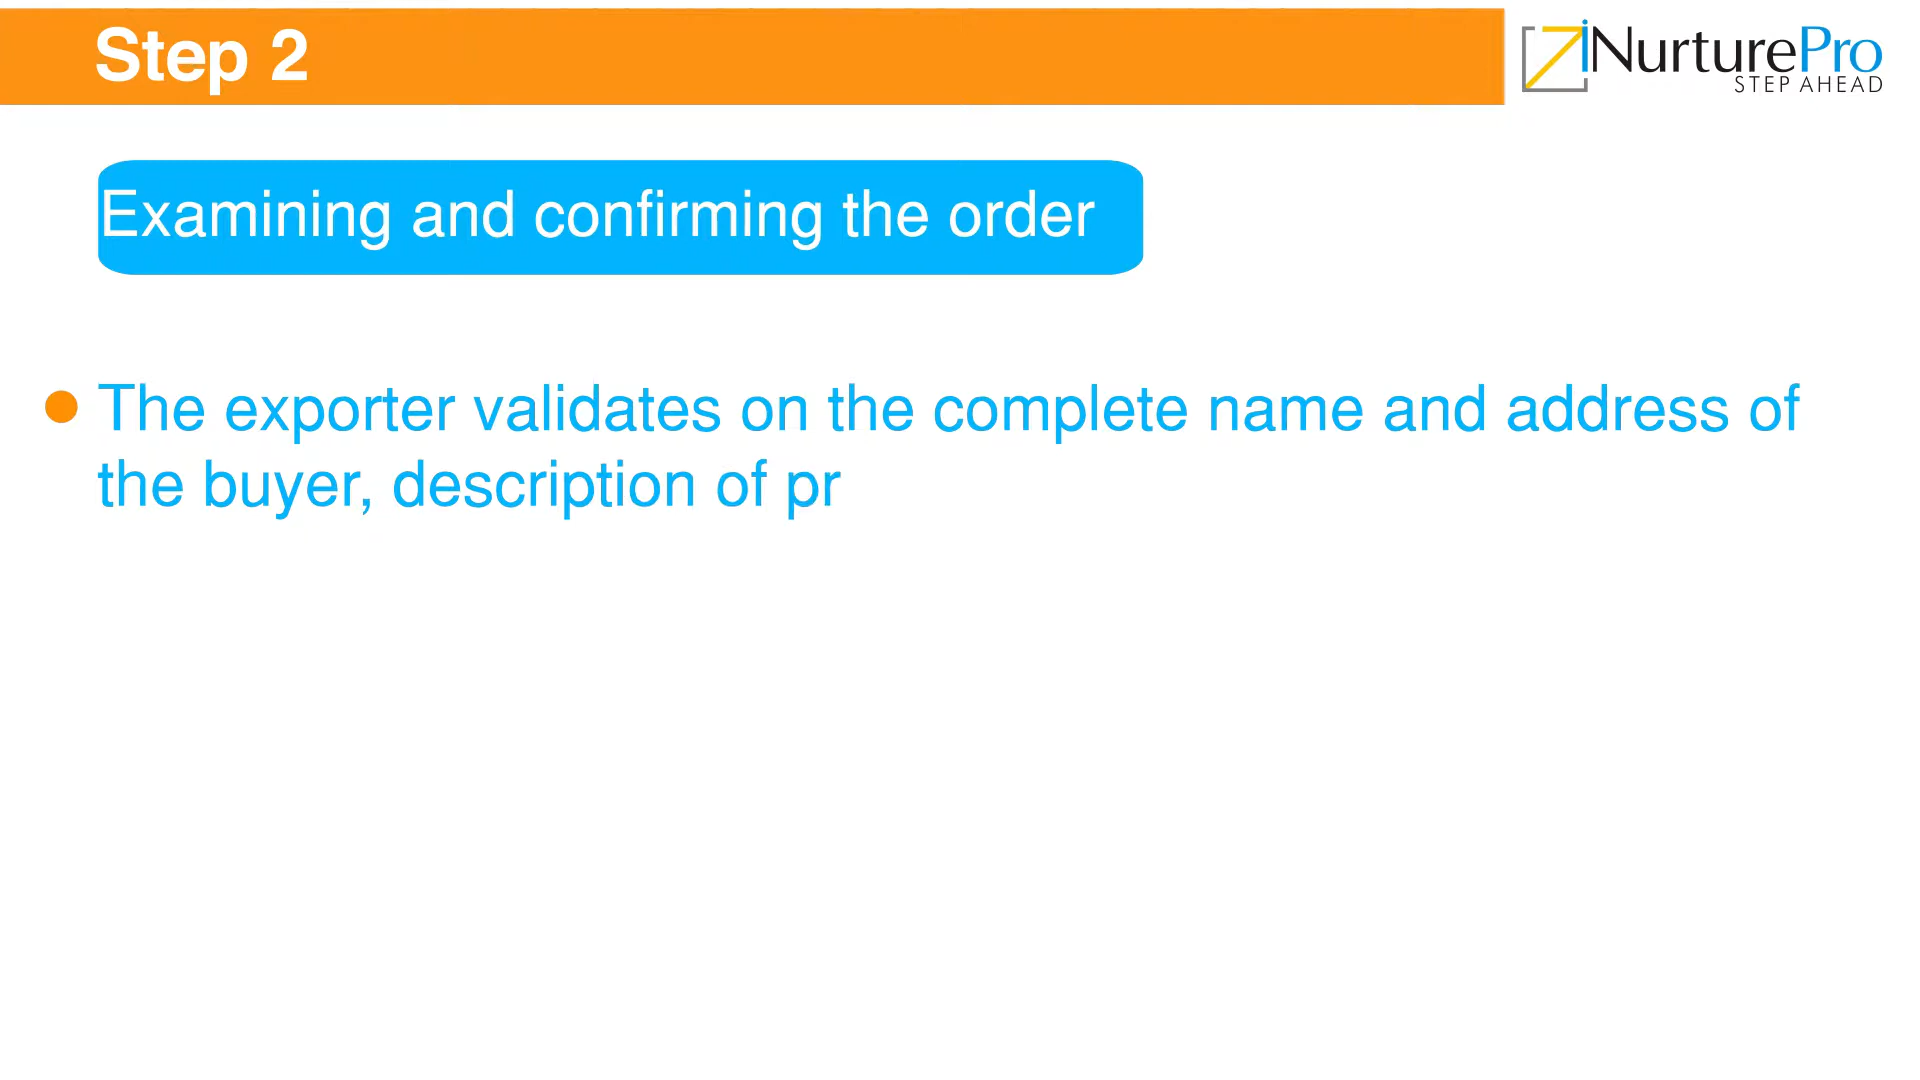 Step 2
iNurturePro
STEP AHEAD
Examining and confirming the order
The exporter validates on the complete name and address of
the buyer, description of pr